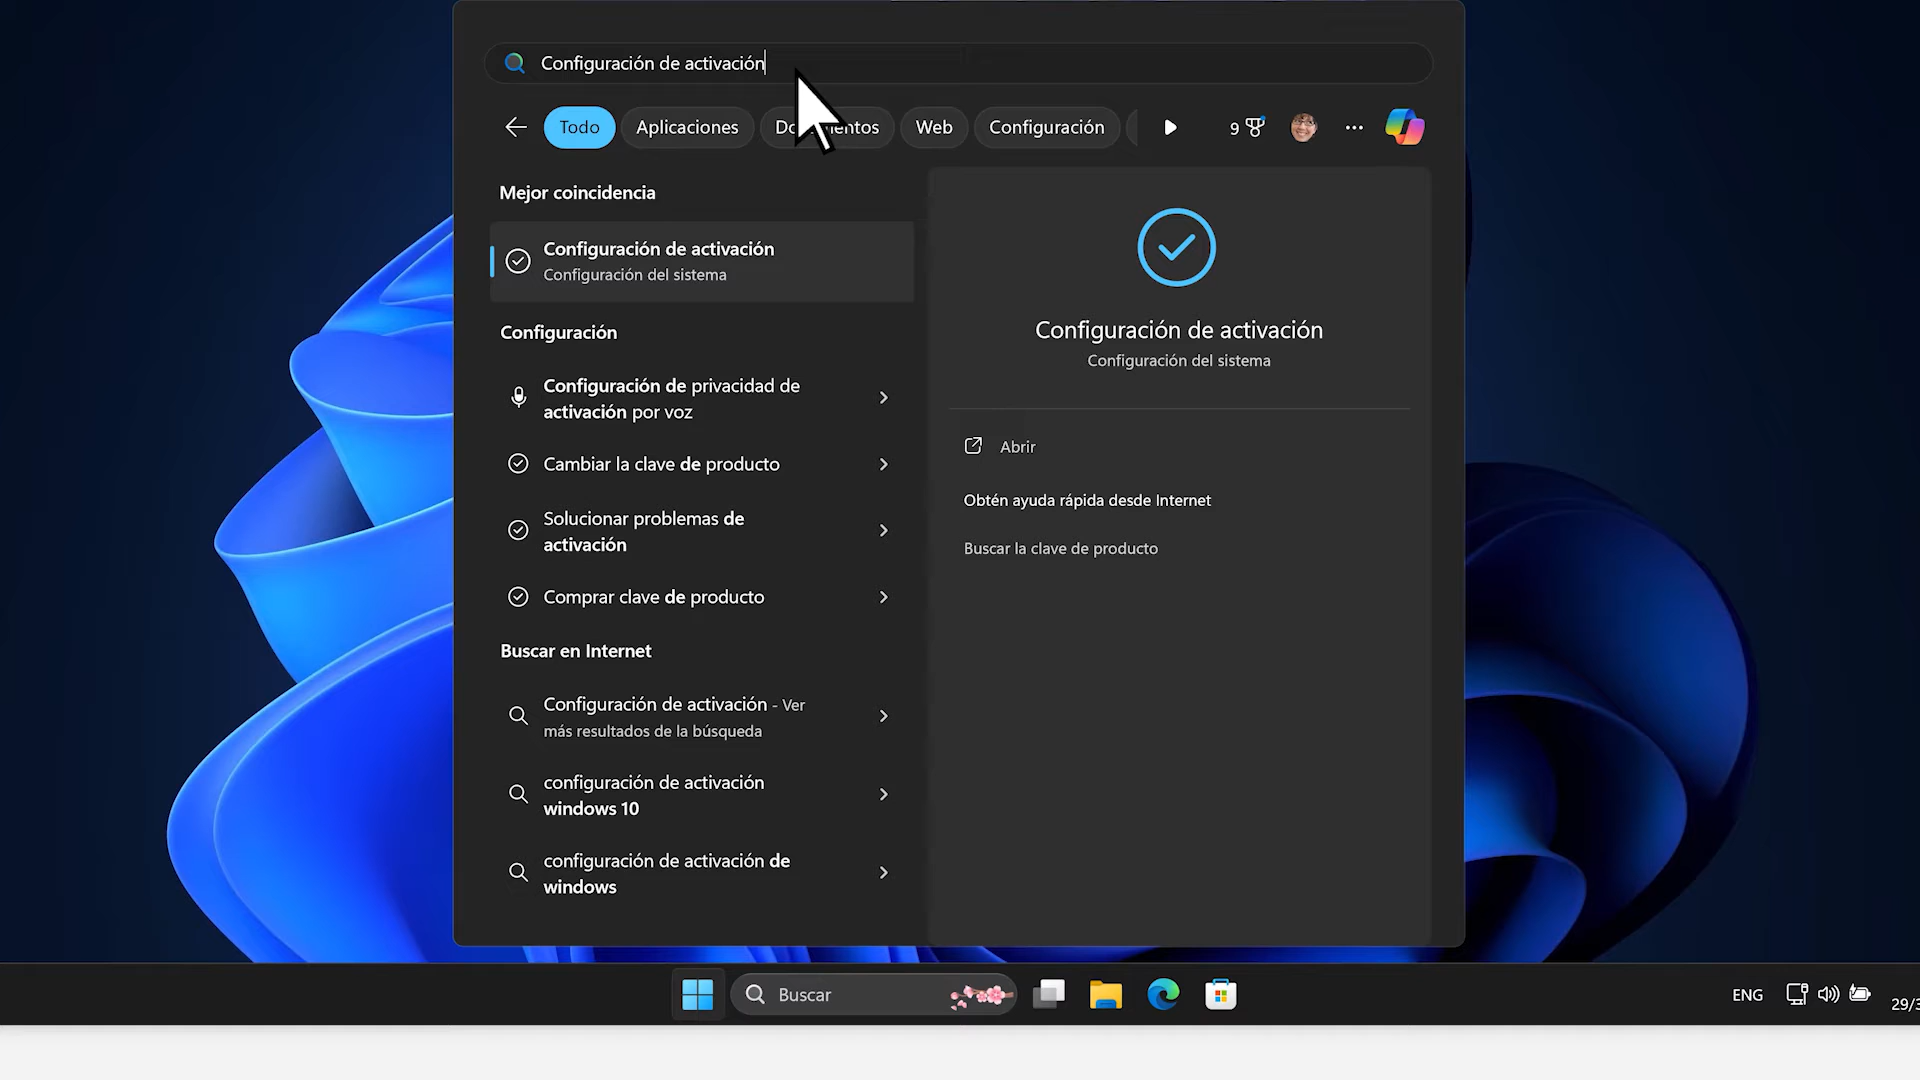 Configuración de activación
Todo
Aplicaciones
Web
Configuración
9
Mejor coincidencia
Configuración de activación
Configuración del sistema
Configuración
Configuración de privacidad de
activación por voz
Cambiar la clave de producto
Solucionar problemas de
activación
Comprar clave de producto
Buscar en Internet
Configuración de activación - Ver
más resultados de la búsqueda
configuración de activación
windows 10
configuración de activación de
windows
Configuración de activación
Configuración del sistema
Abrir
Obtén ayuda rápida desde Internet
Buscar la clave de producto
Buscar
ENG